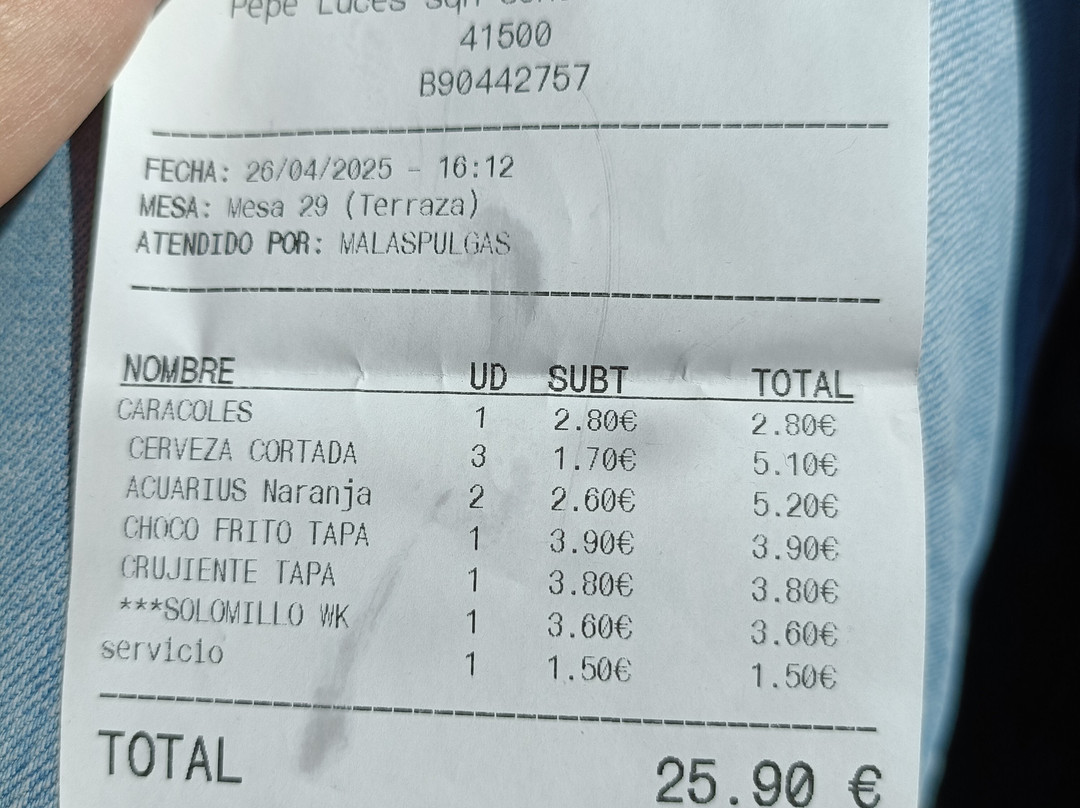 Pepe Luces
41500
B90442757
FECHA: 26/04/2025 - 16:12
MESA: Mesa 29 (Terraza)
ATENDIDO POR: MALASPULGAS
NOMBRE UD SUBT TOTAL
CARACOLES 1 2.80€ 2.80€
CERVEZA CORTADA 3 1.70€ 5.10€
ACUARIUS Naranja 2 2.60€ 5.20€
CHOCO FRITO TAPA 1 3.90€ 3.90€
CRUJIENTE TAPA 1 3.80€ 3.80€
***SOLOMILLO WK 1 3.60€ 3.60€
servicio 1 1.50€ 1.50€
TOTAL 25.90 €